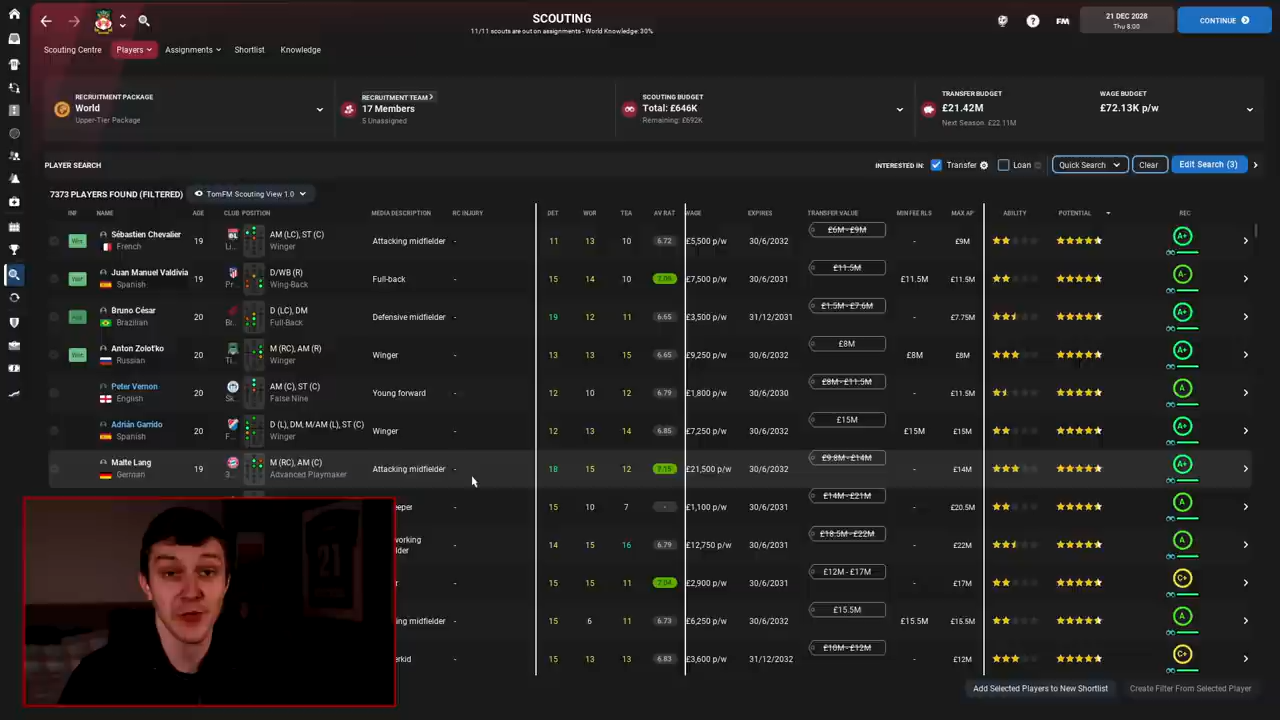 SCOUTING
11/11 scouts are out on assignments - World Knowledge: 30%
FM
21 DEC 2028
Thu 8:00
CONTINUE
Scouting Centre Players Assignments Shortlist Knowledge
RECRUITMENT PACKAGE
World
Upper-Tier Package
RECRUITMENT TEAM
17 Members
5 Unassigned
SCOUTING BUDGET
Total: £646K
Remaining: £692K
TRANSFER BUDGET
£21.42M
Next Season: £22.11M
WAGE BUDGET
£72.13K p/w
PLAYER SEARCH
INTERESTED IN: Transfer Loan Quick Search Clear Edit Search (3)
7373 PLAYERS FOUND (FILTERED) TomFM Scouting View 1.0
INF NAME AGE CLUB POSITION MEDIA DESCRIPTION RC INJURY DET WOR TEA AV RAT WAGE EXPIRES TRANSFER VALUE MIN FEE RLS MAX AP ABILITY POTENTIAL REC
Wnt Sébastien Chevalier 19 Li... AM (LC), ST (C) Attacking midfielder - 11 13 10 6.72 £5,500 p/w 30/6/2032 £6M - £9M - £9M A+
French Winger
Juan Manuel Valdivia 19 Pr... D/WB (R) Full-back - 15 14 10 7.06 £7,500 p/w 30/6/2031 £11.5M £11.5M £11.5M A-
Spanish Wing-Back
Bruno César 20 Br... D (LC), DM Defensive midfielder - 19 12 11 6.55 £3,500 p/w 31/12/2031 £1.5M - £7.6M - £7.75M A+
Brazilian Full-Back
Wnt Anton Zolot'ko 20 Ti... M (RC), AM (R) Winger - 13 13 15 6.65 £9,250 p/w 30/6/2032 £8M £8M £8M A+
Russian Winger
Peter Vernon 20 Sk... AM (C), ST (C) Young forward - 12 10 12 6.79 £1,800 p/w 30/6/2030 £8M - £11.5M - £11.5M A
English False Nine
Adrián Garrido 20 F... D (L), DM, M/AM (L), ST (C) Winger - 12 13 14 6.85 £7,250 p/w 30/6/2032 £15M £15M £15M A+
Spanish Winger
Malte Lang 19 3... M (RC), AM (C) Attacking midfielder - 18 15 12 7.15 £21,500 p/w 30/6/2032 £9.8M - £14M - £14M A+
German Advanced Playmaker
eeper - 15 10 7 - £1,100 p/w 30/6/2031 £14M - £21M - £20.5M A
working
lder - 14 15 16 6.79 £12,750 p/w 30/6/2031 £18.5M - £22M - £22M A
r - 15 15 11 7.04 £2,900 p/w 30/6/2031 £12M - £17M - £17M C+
ing midfielder - 15 6 11 6.73 £6,250 p/w 30/6/2032 £15.5M £15.5M £15.5M A
erkid - 15 13 13 6.83 £3,600 p/w 31/12/2032 £10M - £12M - £12M C+
21
Add Selected Players to New Shortlist Create Filter From Selected Player